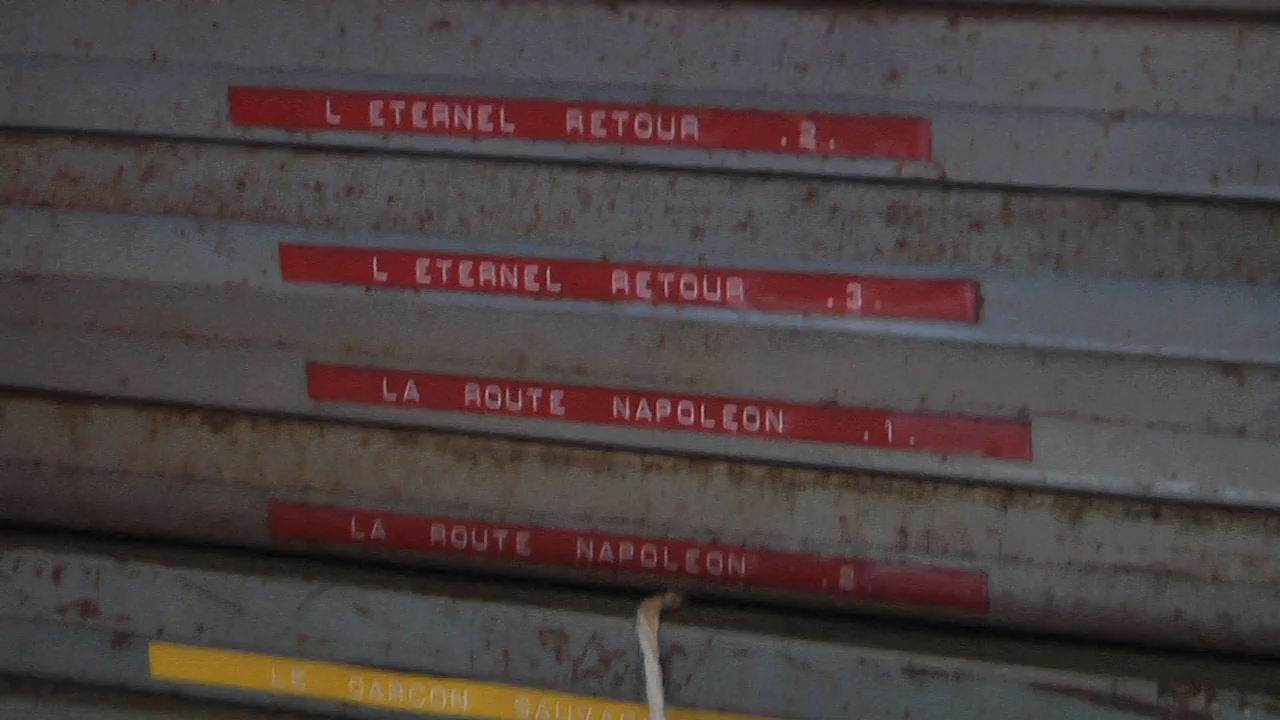 L ETERNEL RETOUR .2.
L ETERNEL RETOUR .3.
LA ROUTE NAPOLEON .1.
LA ROUTE NAPOLEON .2
LE GARCON